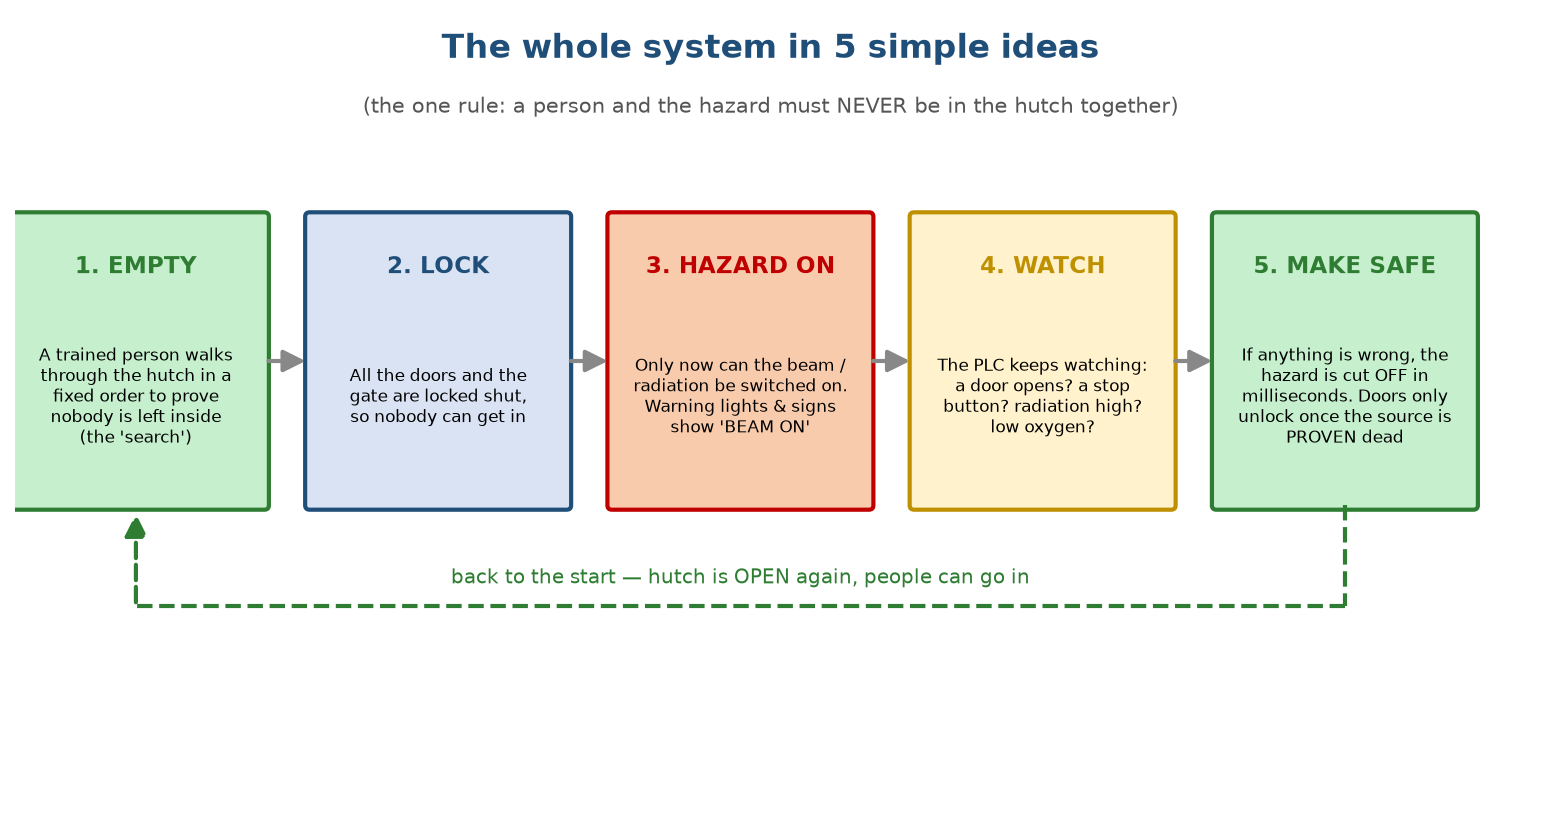 The whole system in 5 simple ideas
(the one rule: a person and the hazard must NEVER be in the hutch together)
1. EMPTY
A trained person walks
through the hutch in a
fixed order to prove
nobody is left inside
(the 'search')
2. LOCK
All the doors and the
gate are locked shut,
so nobody can get in
3. HAZARD ON
Only now can the beam /
radiation be switched on.
Warning lights & signs
show 'BEAM ON'
4. WATCH
The PLC keeps watching:
a door opens? a stop
button? radiation high?
low oxygen?
5. MAKE SAFE
If anything is wrong, the
hazard is cut OFF in
milliseconds. Doors only
unlock once the source is
PROVEN dead
back to the start — hutch is OPEN again, people can go in